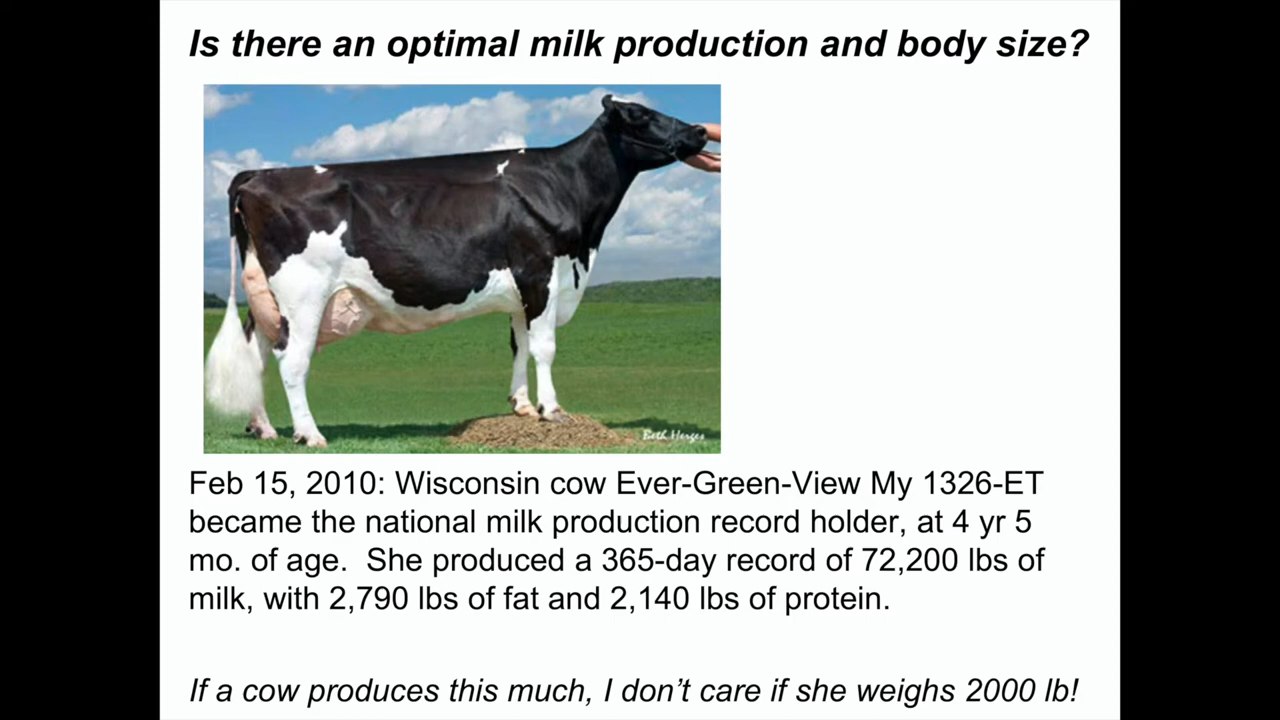 Is there an optimal milk production and body size?
Beth Herges
Feb 15, 2010: Wisconsin cow Ever-Green-View My 1326-ET
became the national milk production record holder, at 4 yr 5
mo. of age.  She produced a 365-day record of 72,200 lbs of
milk, with 2,790 lbs of fat and 2,140 lbs of protein.
If a cow produces this much, I don’t care if she weighs 2000 lb!